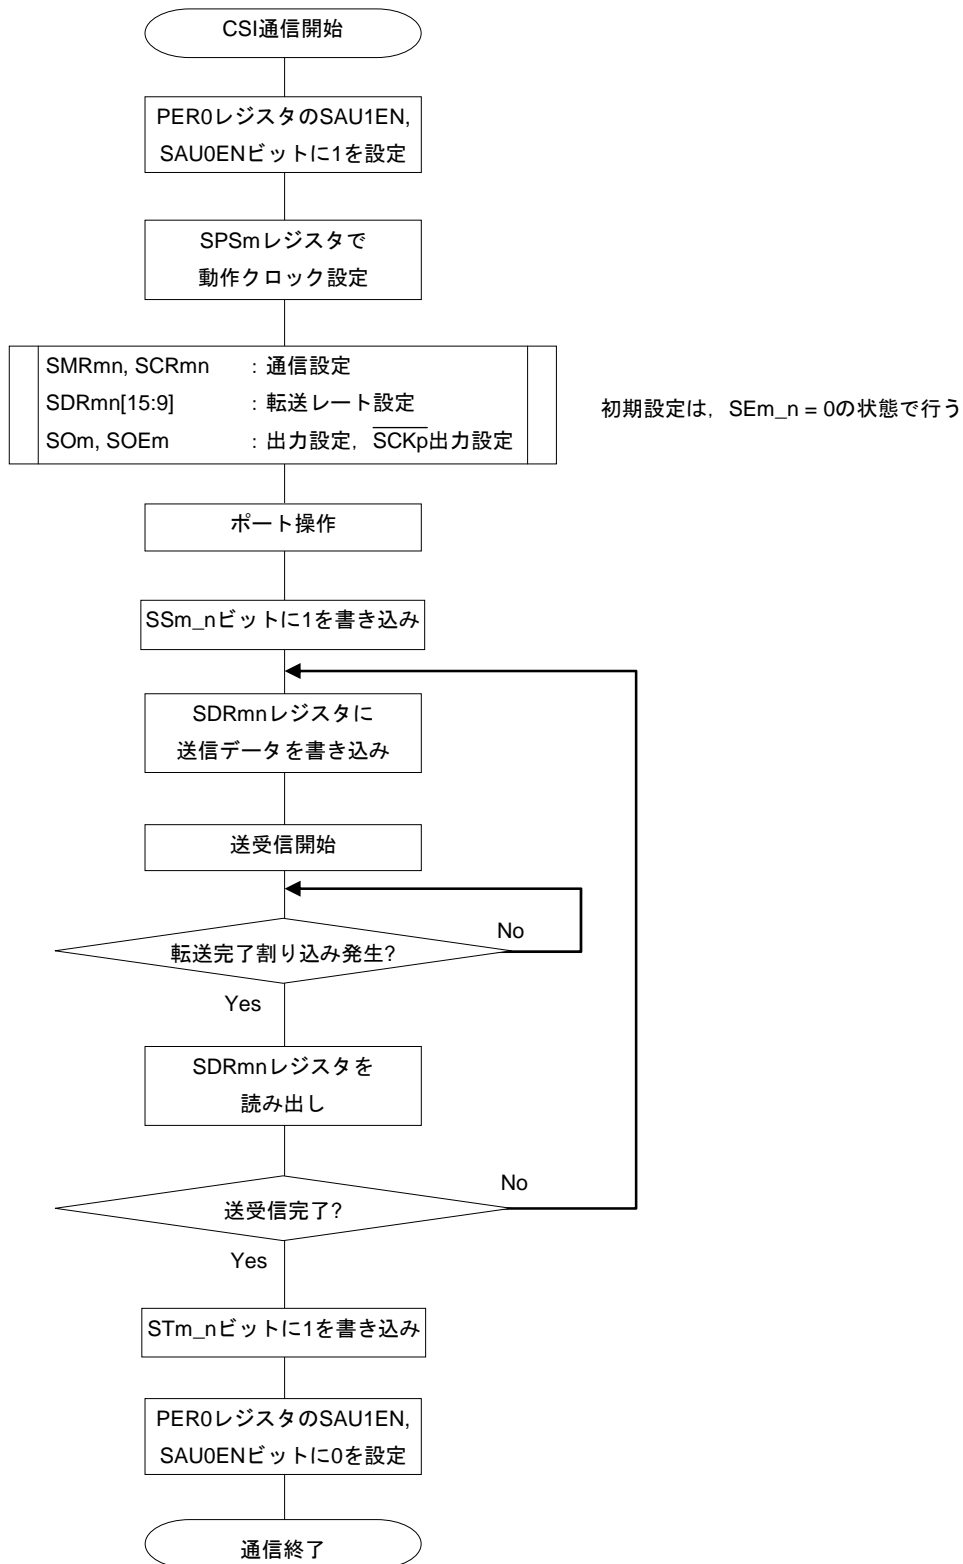 CSI通信開始
PER0レジスタのSAU1EN,
SAU0ENビットに1を設定
SPSmレジスタで
動作クロック設定
SMRmn, SCRmn : 通信設定
SDRmn[15:9] : 転送レート設定
SOm, SOEm : 出力設定, SCKp出力設定
初期設定は, SEm_n = 0の状態で行う
ポート操作
SSm_nビットに1を書き込み
SDRmnレジスタに
送信データを書き込み
送受信開始
転送完了割り込み発生?
No
Yes
SDRmnレジスタを
読み出し
送受信完了?
No
Yes
STm_nビットに1を書き込み
PER0レジスタのSAU1EN,
SAU0ENビットに0を設定
通信終了